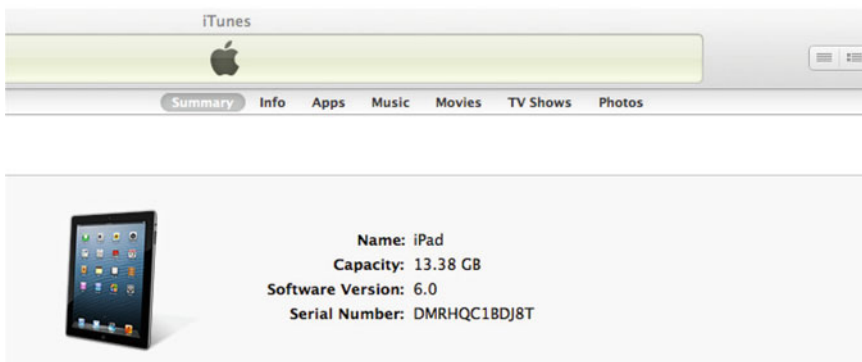 iTunes
Summary Info Apps Music Movies TV Shows Photos
Name: iPad
Capacity: 13.38 GB
Software Version: 6.0
Serial Number: DMRHQC1BDJ8T